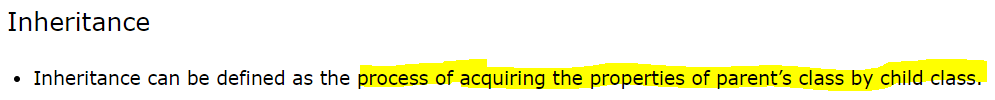 Inheritance
• Inheritance can be defined as the process of acquiring the properties of parent’s class by child class.